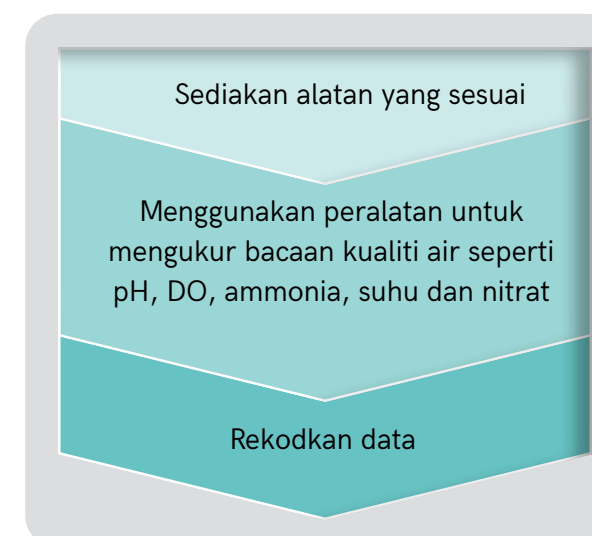 Sediakan alatan yang sesuai
Menggunakan peralatan untuk
mengukur bacaan kualiti air seperti
pH, DO, ammonia, suhu dan nitrat
Rekodkan data